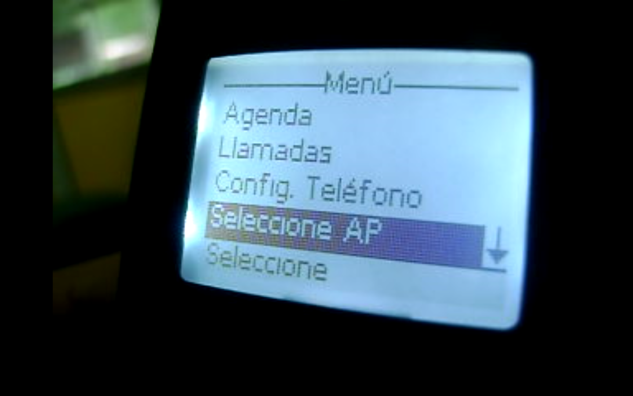 Menú
Agenda
Llamadas
Config. Teléfono
Seleccione AP
Seleccione